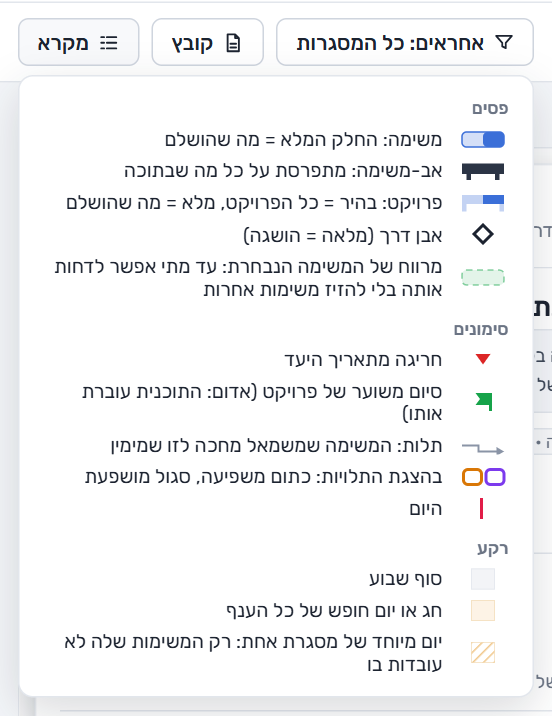 אחראים: כל המסגרות
קובץ
מקרא
פסים
משימה: החלק המלא = מה שהושלם
אב-משימה: מתפרסת על כל מה שבתוכה
פרויקט: בהיר = כל הפרויקט, מלא = מה שהושלם
אבן דרך (מלאה = הושגה)
מרווח של המשימה הנבחרת: עד מתי אפשר לדחות
אותה בלי להזיז משימות אחרות
סימונים
חריגה מתאריך היעד
סיום משוער של פרויקט (אדום: התוכנית עוברת
אותו)
תלות: המשימה שמשמאל מחכה לזו שמימין
בהצגת התלויות: כתום משפיעה, סגול מושפעת
היום
רקע
סוף שבוע
חג או יום חופש של כל הענף
יום מיוחד של מסגרת אחת: רק המשימות שלה לא
עובדות בו